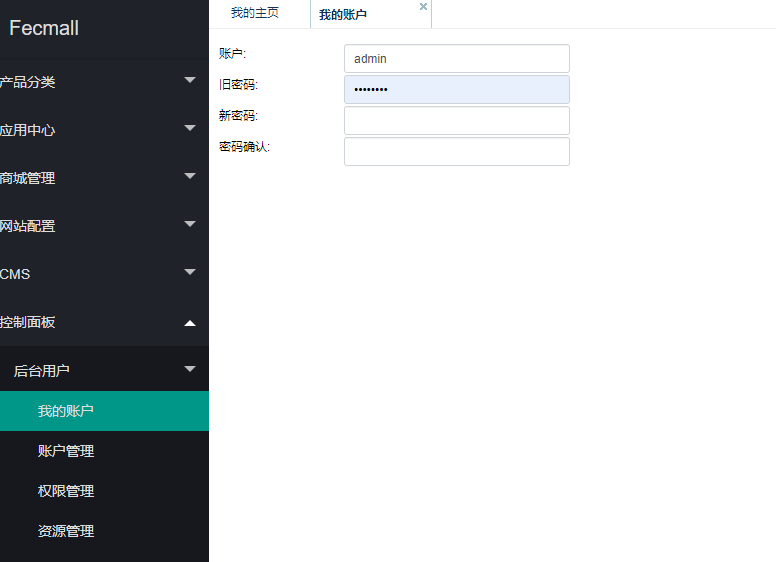 Fecmall
产品分类
应用中心
商城管理
网站配置
CMS
控制面板
后台用户
我的账户
账户管理
权限管理
资源管理
我的主页
我的账户
账户:
admin
旧密码:
••••••••
新密码:
密码确认: